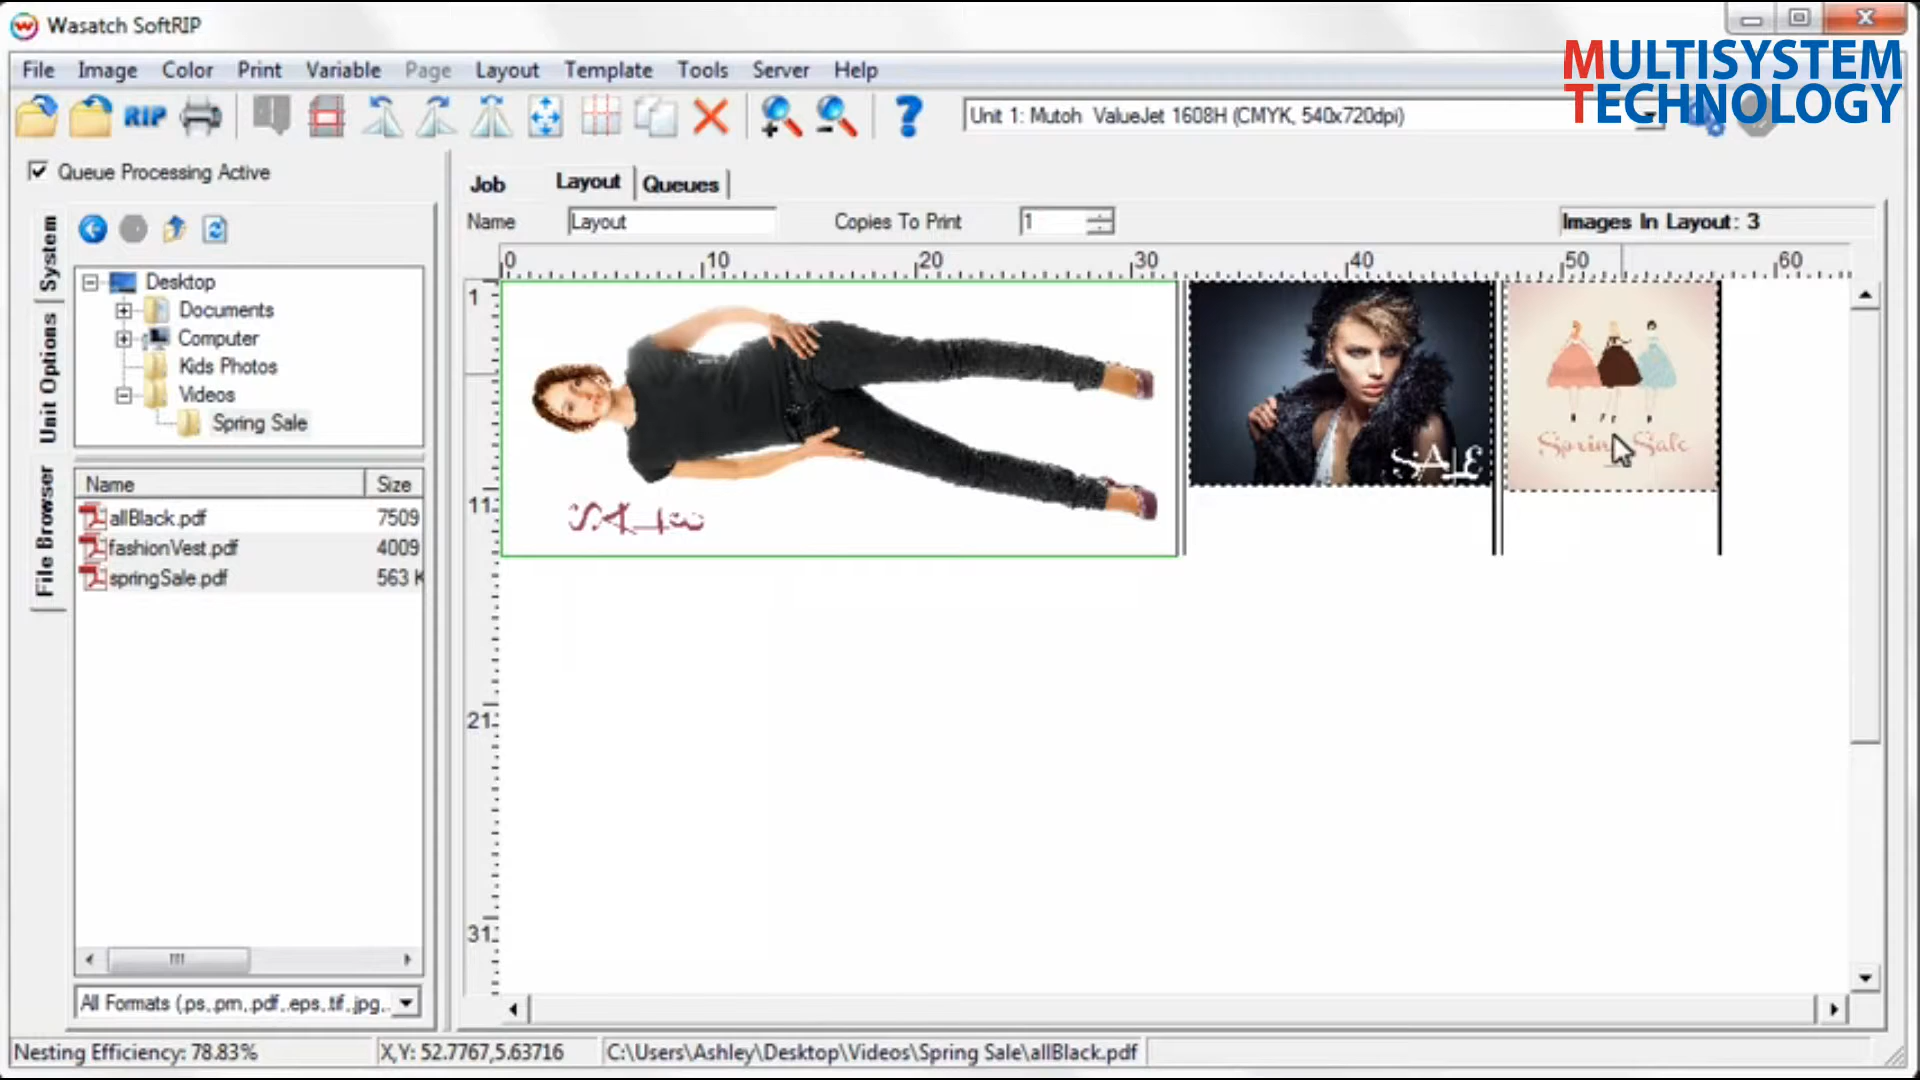 Wasatch SoftRIP
MULTISYSTEM
TECHNOLOGY
File Image Color Print Variable Page Layout Template Tools Server Help
RIP
Unit 1: Mutoh ValueJet 1608H (CMYK, 540x720dpi)
Queue Processing Active
Job Layout Queues
Name Layout Copies To Print 1 Images In Layout: 3
0 10 20 30 40 50 60
System
Unit Options
File Browser
Desktop
Documents
Computer
Kids Photos
Videos
Spring Sale
Name Size
allBlack.pdf 7509
fashionVest.pdf 4009
springSale.pdf 563 K
1
11
21
31
SALE
Spring Sale
All Formats (.ps,.prn,.pdf,.eps,.tif,.jpg,.
Nesting Efficiency: 78.83% X,Y: 52.7767,5.63716 C:\Users\Ashley\Desktop\Videos\Spring Sale\allBlack.pdf